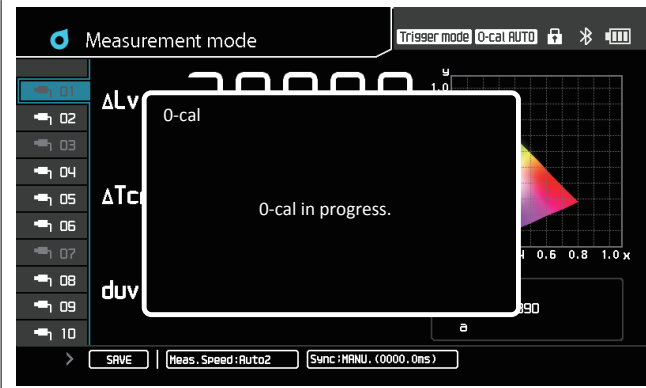 Measurement mode
Trigger mode 0-cal AUTO
01
02
03
04
05
06
07
08
09
10
ΔLv
duv
0-cal
0-cal in progress.
y
1.0
0.6 0.8 1.0 x
a
> SAVE Meas.Speed:Auto2 Sync:MANU.(0000.0ms)